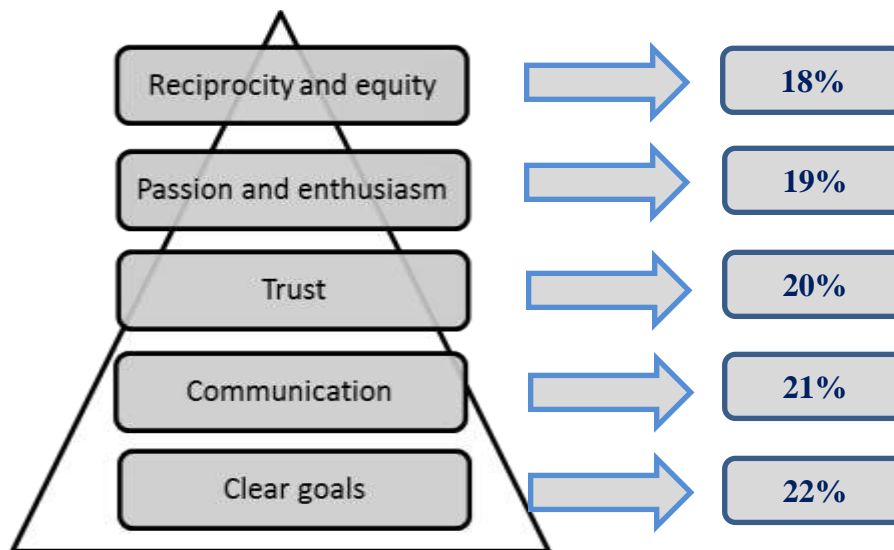 Reciprocity and equity
18%
Passion and enthusiasm
19%
Trust
20%
Communication
21%
Clear goals
22%